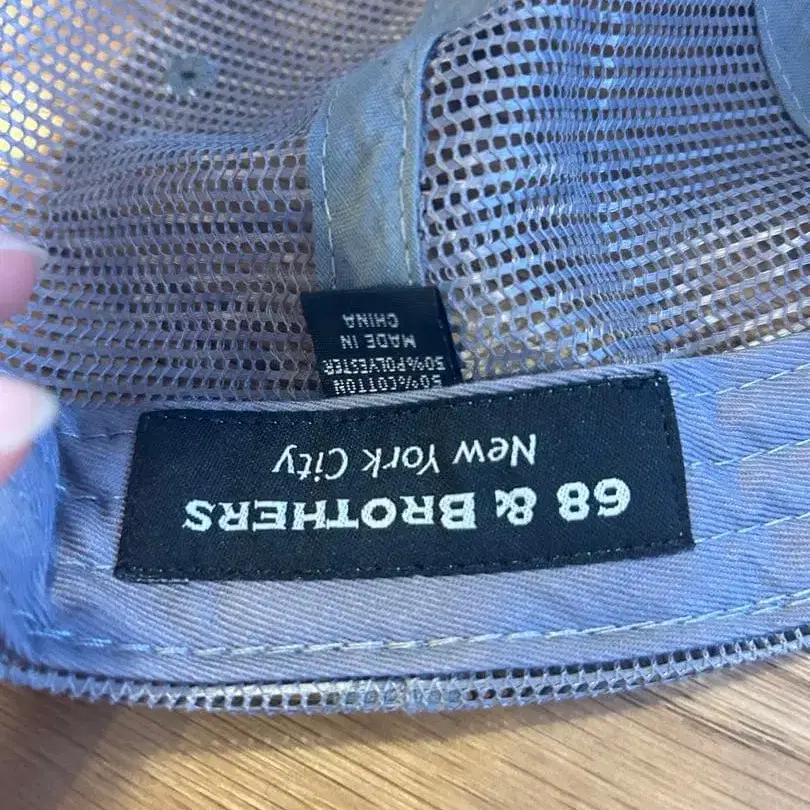 68 & BROTHERS
New York City
50%COTTON
50%POLYESTER
MADE IN
CHINA